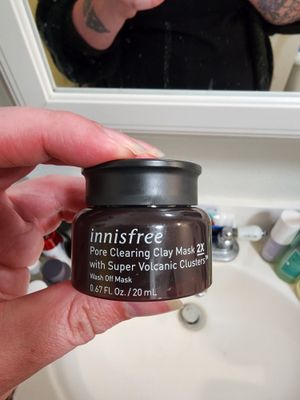 innisfree
Pore Clearing Clay Mask 2X
with Super Volcanic Clusters™
Wash Off Mask
0.67 FL Oz. / 20 mL